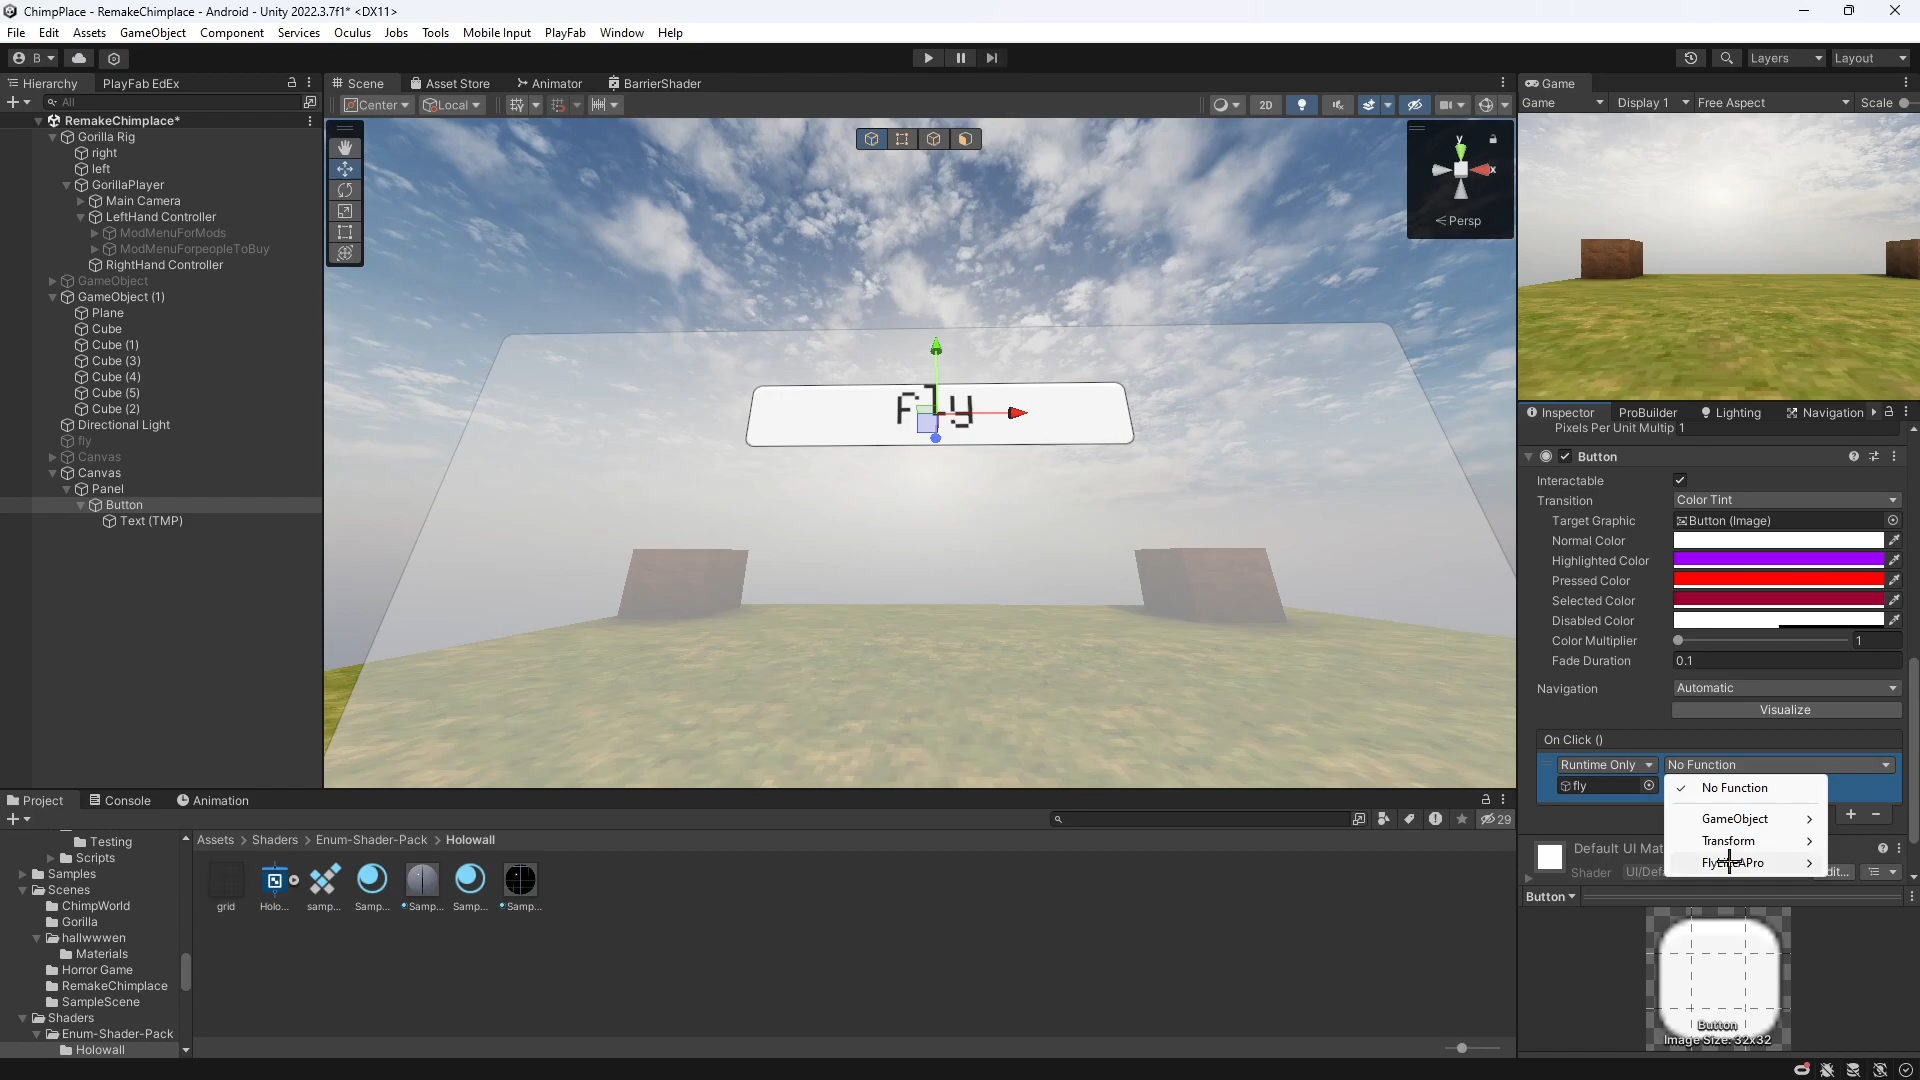 ChimpPlace - RemakeChimplace - Android - Unity 2022.3.7f1* <DX11>
File Edit Assets GameObject Component Services Oculus Jobs Tools Mobile Input PlayFab Window Help
B Layers Layout
Hierarchy PlayFab EdEx
All
RemakeChimplace*
Gorilla Rig
right
left
GorillaPlayer
Main Camera
LeftHand Controller
ModMenuForMods
ModMenuForpeopleToBuy
RightHand Controller
GameObject
GameObject (1)
Plane
Cube
Cube (1)
Cube (3)
Cube (4)
Cube (5)
Cube (2)
Directional Light
fly
Canvas
Canvas
Panel
Button
Text (TMP)
Scene Asset Store Animator BarrierShader
Center Local 2D
y
x
Persp
Fly
Game
Game Display 1 Free Aspect Scale
Inspector ProBuilder Lighting Navigation
Pixels Per Unit Multip 1
Button
Interactable
Transition Color Tint
Target Graphic Button (Image)
Normal Color
Highlighted Color
Pressed Color
Selected Color
Disabled Color
Color Multiplier 1
Fade Duration 0.1
Navigation Automatic
Visualize
On Click ()
Runtime Only No Function
fly
No Function
GameObject
Transform
Default UI Mat
Shader UI/Def
Button
Button
Image Size: 32x32
Project Console Animation
29
Testing
Scripts
Samples
Scenes
ChimpWorld
Gorilla
hallwwwen
Materials
Horror Game
RemakeChimplace
SampleScene
Shaders
Enum-Shader-Pack
Holowall
Assets > Shaders > Enum-Shader-Pack > Holowall
grid Holo... samp... Samp... Samp... Samp... Samp...